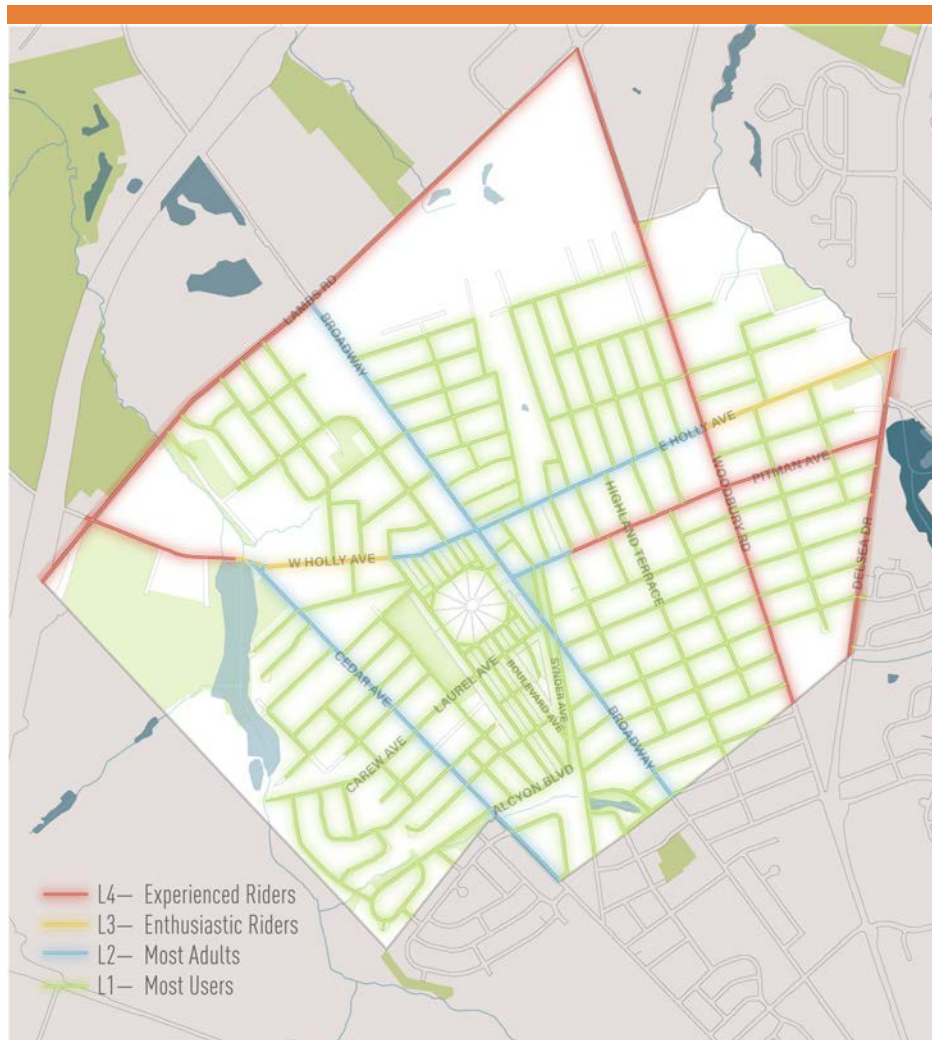 LAMBS RD
BROADWAY
E HOLLY AVE
PITMAN AVE
WOODBURY RD
HIGHLAND TERRACE
DELSEA DR
W HOLLY AVE
CEDAR AVE
LAUREL AVE
BOULEVARD AVE
SYNDER AVE
BROADWAY
CAREW AVE
ALCYON BLVD
L4— Experienced Riders
L3— Enthusiastic Riders
L2— Most Adults
L1— Most Users